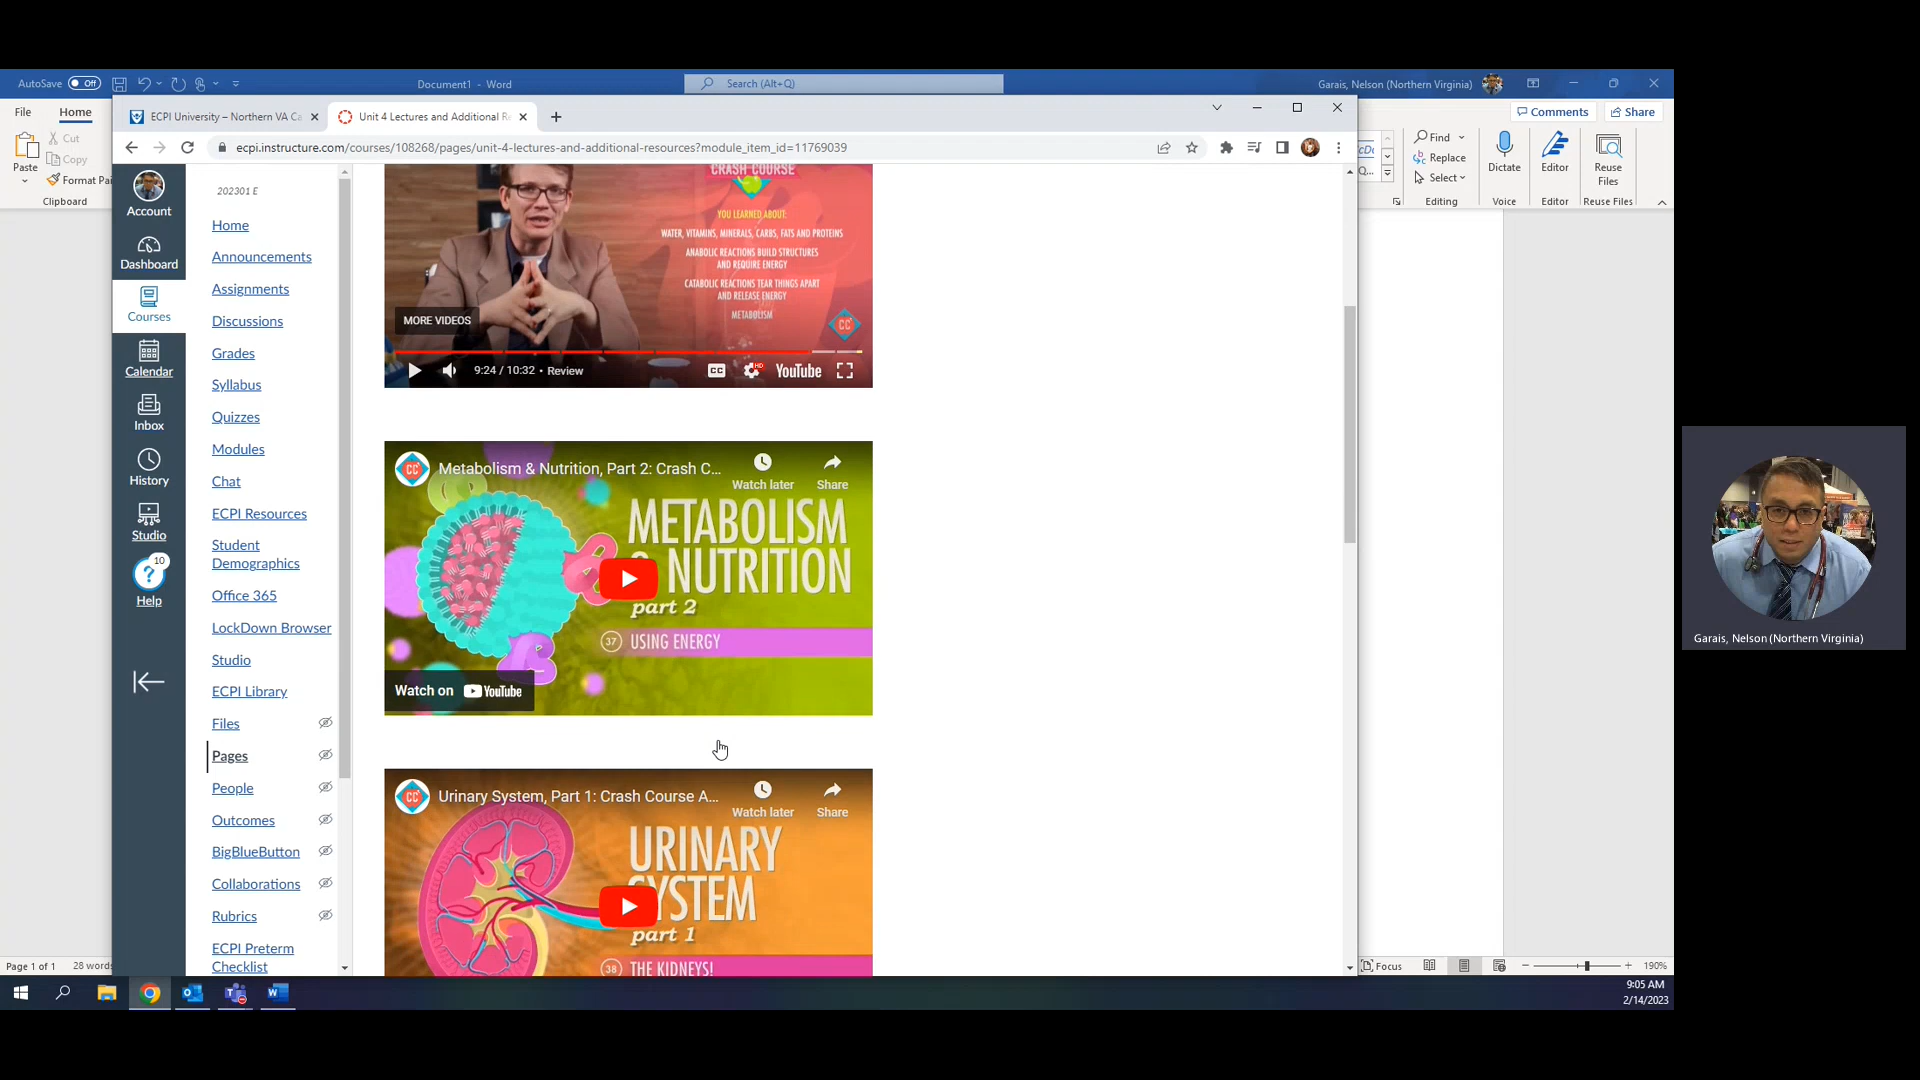 AutoSave Off
Document1 - Word
Search (Alt+Q)
Garais, Nelson (Northern Virginia)
File
Home
Comments
Share
Paste
Cut
Copy
Format Pai
Clipboard
Find
Replace
Select
Editing
Dictate
Voice
Editor
Editor
Reuse
Files
Reuse Files
ECPI University – Northern VA Ca
Unit 4 Lectures and Additional Re
ecpi.instructure.com/courses/108268/pages/unit-4-lectures-and-additional-resources?module_item_id=11769039
Account
Dashboard
Courses
Calendar
Inbox
History
Studio
10
Help
202301 E
Home
Announcements
Assignments
Discussions
Grades
Syllabus
Quizzes
Modules
Chat
ECPI Resources
Student
Demographics
Office 365
LockDown Browser
Studio
ECPI Library
Files
Pages
People
Outcomes
BigBlueButton
Collaborations
Rubrics
ECPI Preterm
Checklist
CRASH COURSE
YOU LEARNED ABOUT:
WATER, VITAMINS, MINERALS, CARBS, FATS AND PROTEINS
ANABOLIC REACTIONS BUILD STRUCTURES
AND REQUIRE ENERGY
CATABOLIC REACTIONS TEAR THINGS APART
AND RELEASE ENERGY
METABOLISM
CC
MORE VIDEOS
9:24 / 10:32 • Review
CC
HD
YouTube
CC
Metabolism & Nutrition, Part 2: Crash C...
Watch later
Share
METABOLISM
& NUTRITION
part 2
37 USING ENERGY
Watch on YouTube
CC
Urinary System, Part 1: Crash Course A...
Watch later
Share
URINARY
SYSTEM
part 1
38 THE KIDNEYS!
Page 1 of 1
28 words
Focus
190%
9:05 AM
2/14/2023
Garais, Nelson (Northern Virginia)